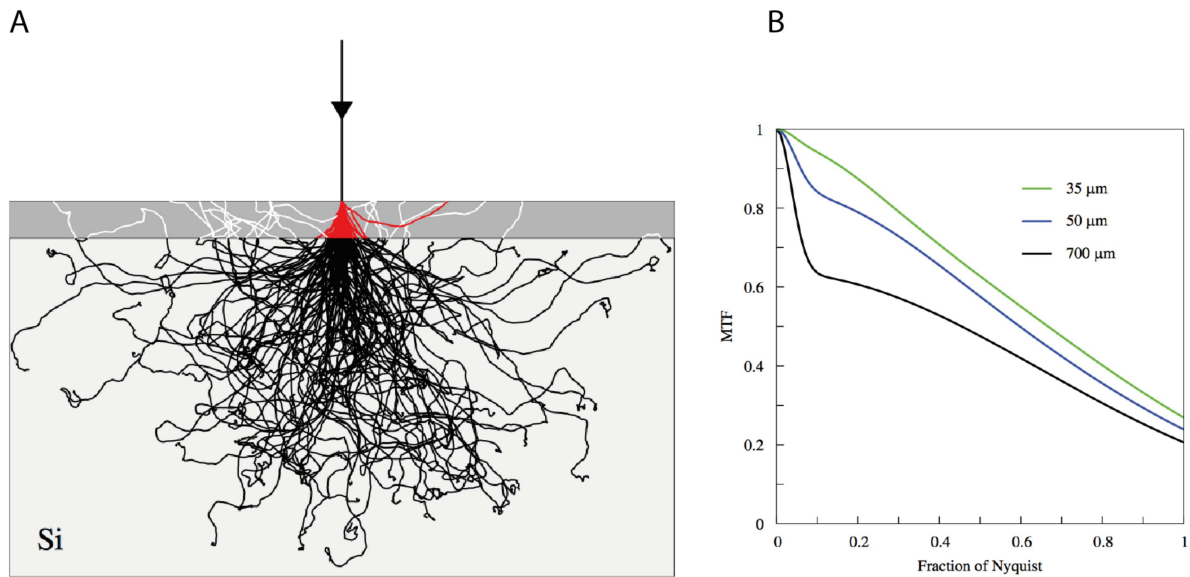 A
B
Si
MTF
1
0.8
0.6
0.4
0.2
0
35 μm
50 μm
700 μm
0 0.2 0.4 0.6 0.8 1
Fraction of Nyquist